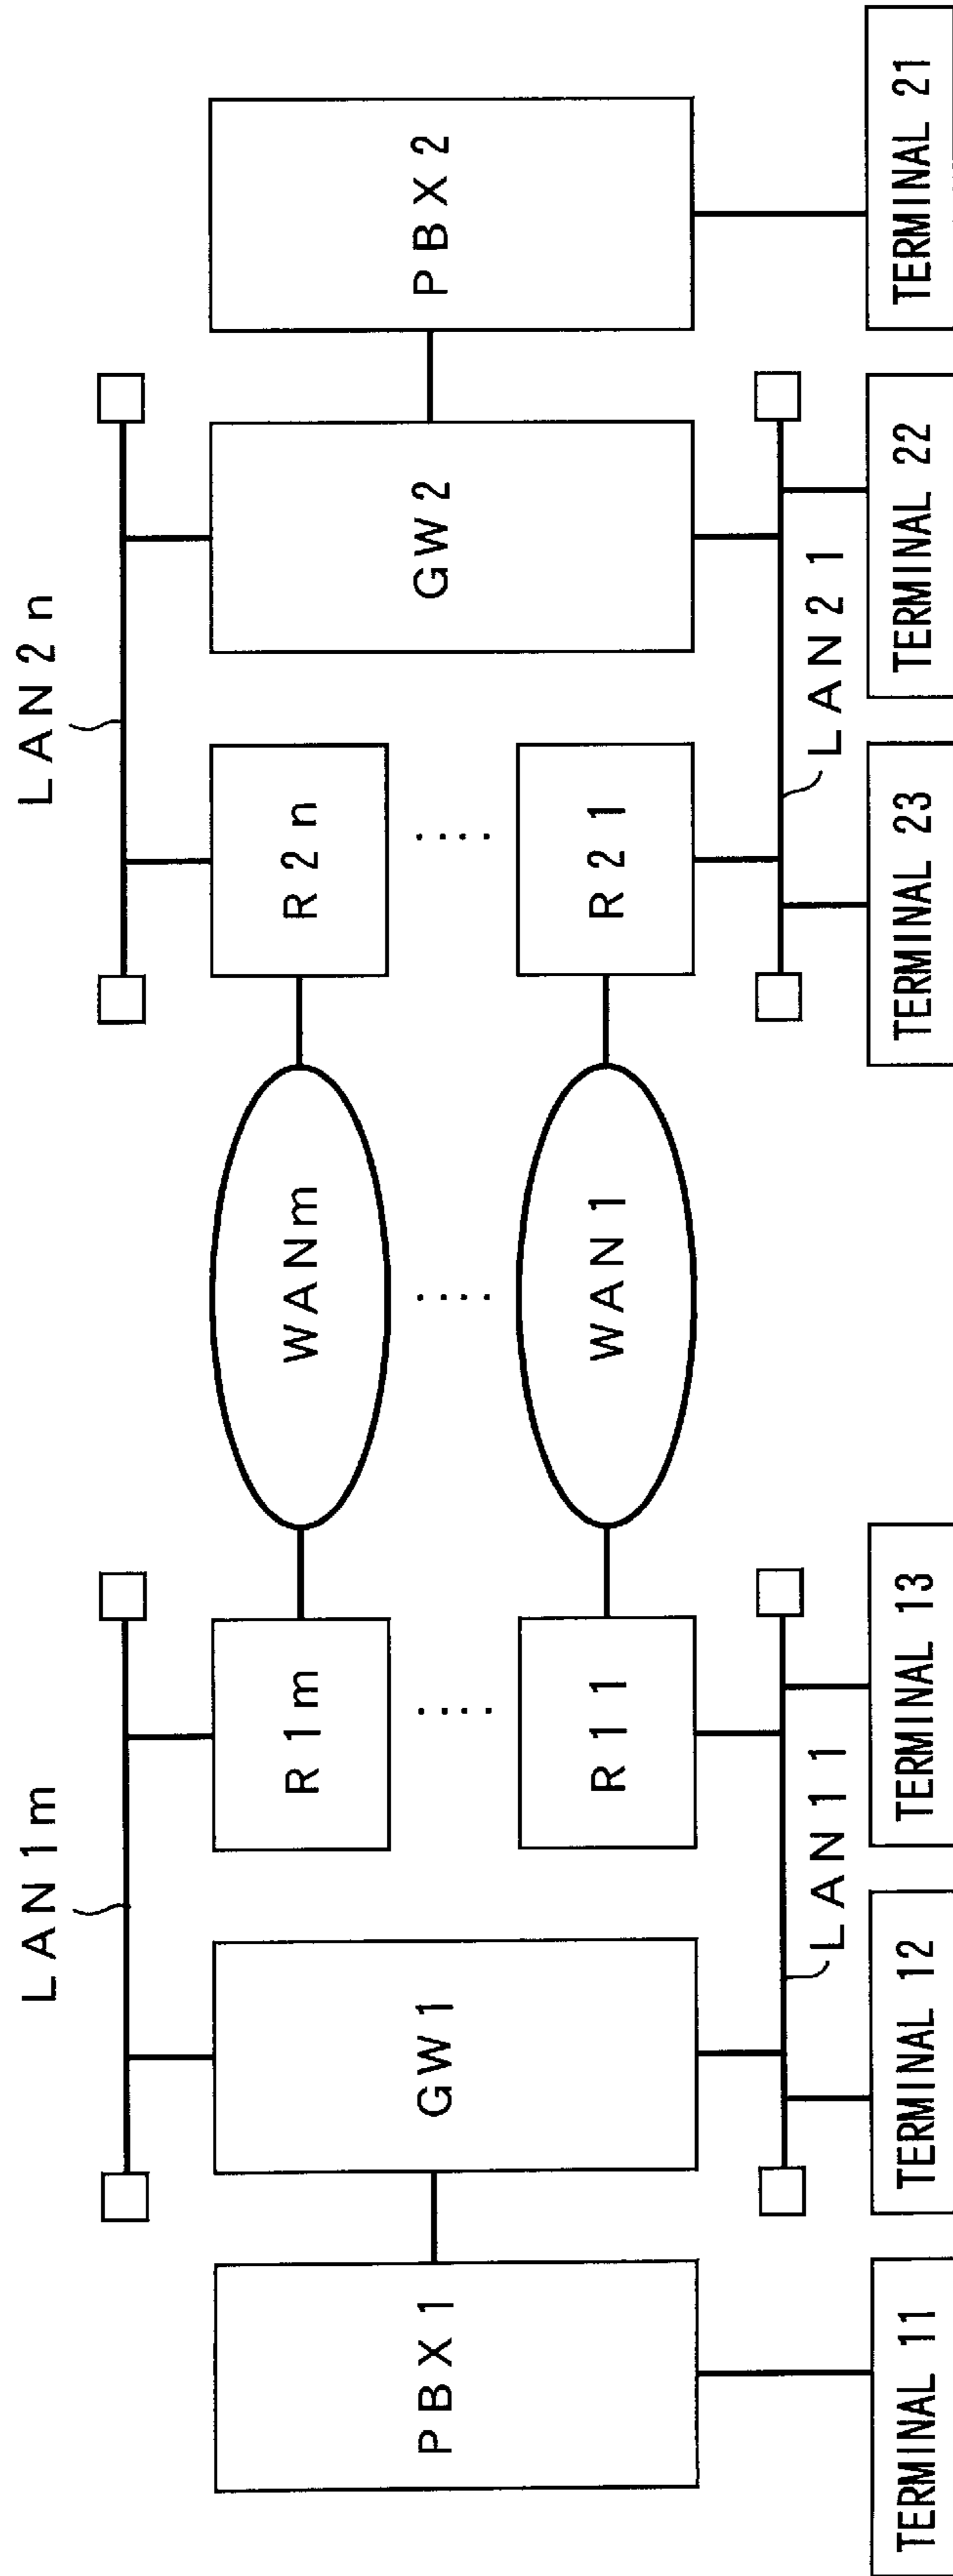 LAN1m
LAN2n
PBX1
GW1
R1m
WANm
R2n
GW2
PBX2
R11
WAN1
R21
LAN11
LAN21
TERMINAL 11
TERMINAL 12
TERMINAL 13
TERMINAL 23
TERMINAL 22
TERMINAL 21